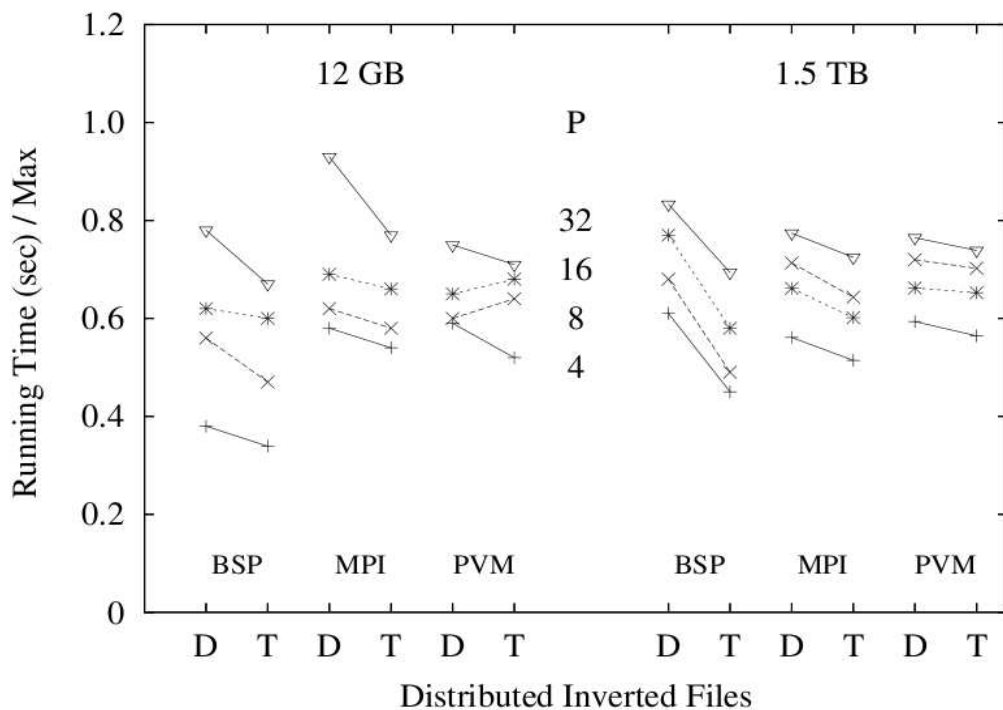 1.2
12 GB 1.5 TB
1.0
P
0.8
32
16
0.6
8
4
0.4
0.2
BSP MPI PVM BSP MPI PVM
0
D T D T D T D T D T D T
Distributed Inverted Files
Running Time (sec) / Max